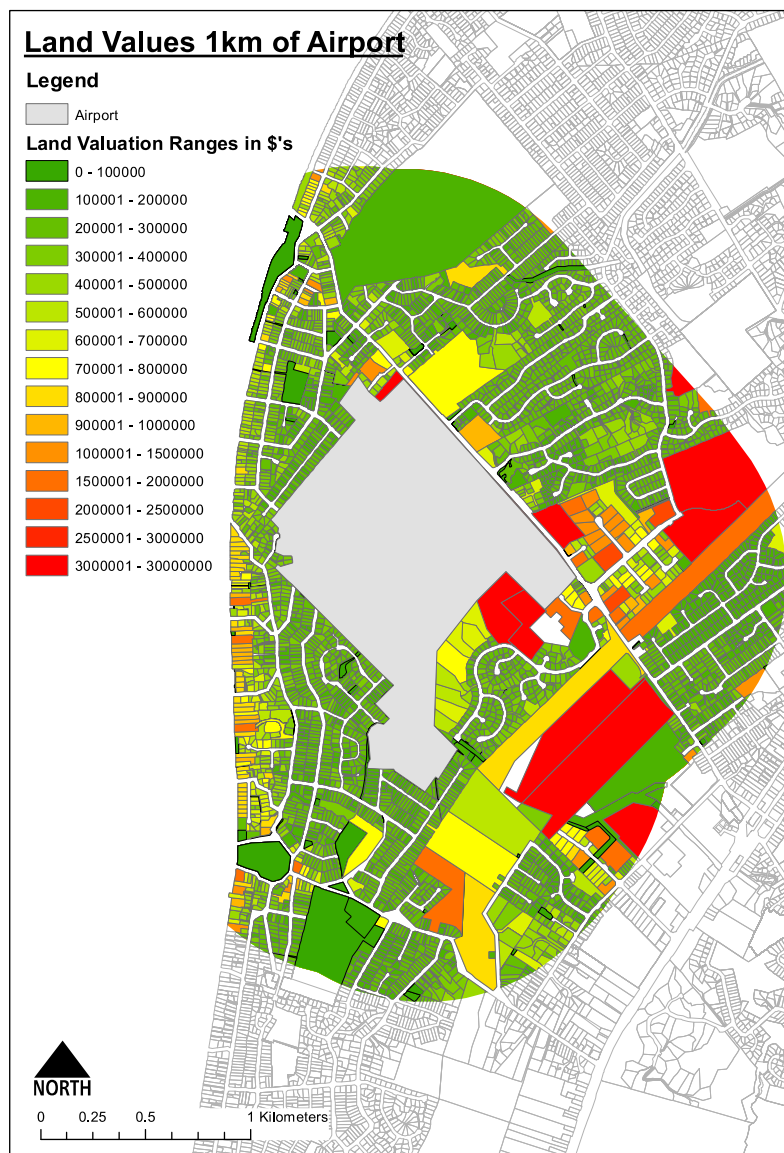 Land Values 1km of Airport
Legend
Airport
Land Valuation Ranges in $'s
0 - 100000
100001 - 200000
200001 - 300000
300001 - 400000
400001 - 500000
500001 - 600000
600001 - 700000
700001 - 800000
800001 - 900000
900001 - 1000000
1000001 - 1500000
1500001 - 2000000
2000001 - 2500000
2500001 - 3000000
3000001 - 30000000
NORTH
0 0.25 0.5 1 Kilometers